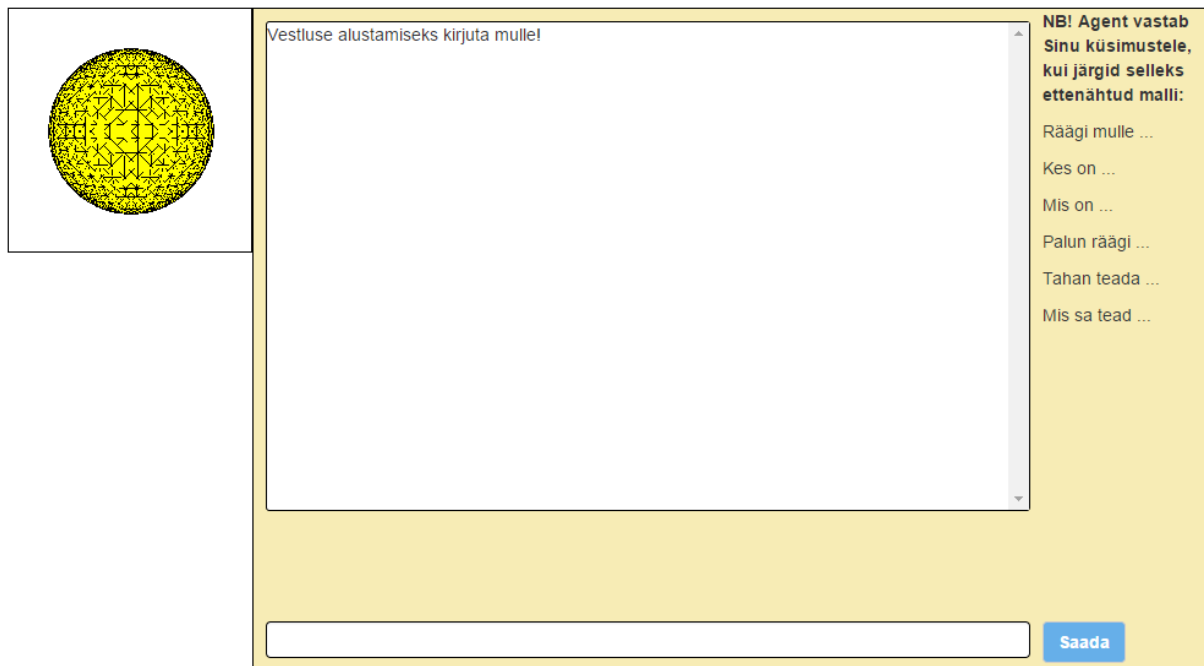 Vestluse alustamiseks kirjuta mulle!
NB! Agent vastab
Sinu küsimustele,
kui järgid selleks
ettenähtud malli:
Räägi mulle ...
Kes on ...
Mis on ...
Palun räägi ...
Tahan teada ...
Mis sa tead ...
Saada